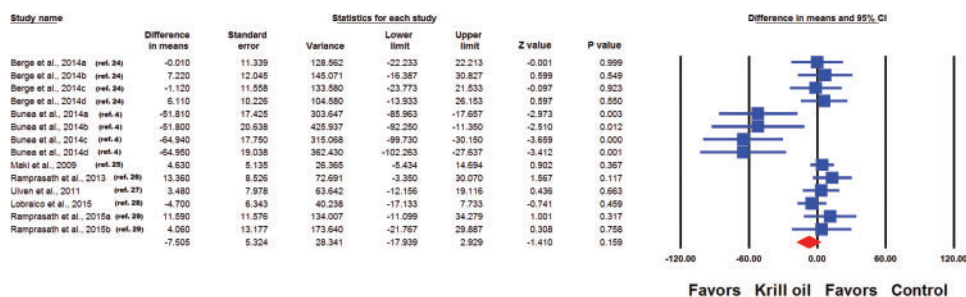 Study name Statistics for each study Difference in means and 95% CI
Difference in means Standard error Variance Lower limit Upper limit Z value P value
Berge et al., 2014a (ref. 24) -0.010 11.339 128.562 -22.233 22.213 -0.001 0.999
Berge et al., 2014b (ref. 24) 7.220 12.045 145.071 -16.387 30.827 0.599 0.549
Berge et al., 2014c (ref. 24) -1.120 11.558 133.580 -23.773 21.533 -0.097 0.923
Berge et al., 2014d (ref. 24) 6.110 10.226 104.580 -13.933 26.153 0.597 0.550
Bunea et al., 2014a (ref. 4) -51.810 17.425 303.647 -85.963 -17.657 -2.973 0.003
Bunea et al., 2014b (ref. 4) -51.800 20.638 425.937 -92.250 -11.350 -2.510 0.012
Bunea et al., 2014c (ref. 4) -64.940 17.750 315.068 -99.730 -30.150 -3.659 0.000
Bunea et al., 2014d (ref. 4) -64.950 19.038 362.430 -102.263 -27.637 -3.412 0.001
Maki et al., 2009 (ref. 25) 4.630 5.135 26.365 -5.434 14.694 0.902 0.367
Ramprasath et al., 2013 (ref. 26) 13.360 8.526 72.691 -3.350 30.070 1.567 0.117
Ulven et al., 2011 (ref. 27) 3.480 7.978 63.642 -12.156 19.116 0.436 0.663
Lobraico et al., 2015 (ref. 28) -4.700 6.343 40.238 -17.133 7.733 -0.741 0.459
Ramprasath et al., 2015a (ref. 29) 11.590 11.576 134.007 -11.099 34.279 1.001 0.317
Ramprasath et al., 2015b (ref. 29) 4.060 13.177 173.640 -21.767 29.887 0.308 0.758
-7.505 5.324 28.341 -17.939 2.929 -1.410 0.159
-120.00 -60.00 0.00 60.00 120.00
Favors Krill oil Favors Control